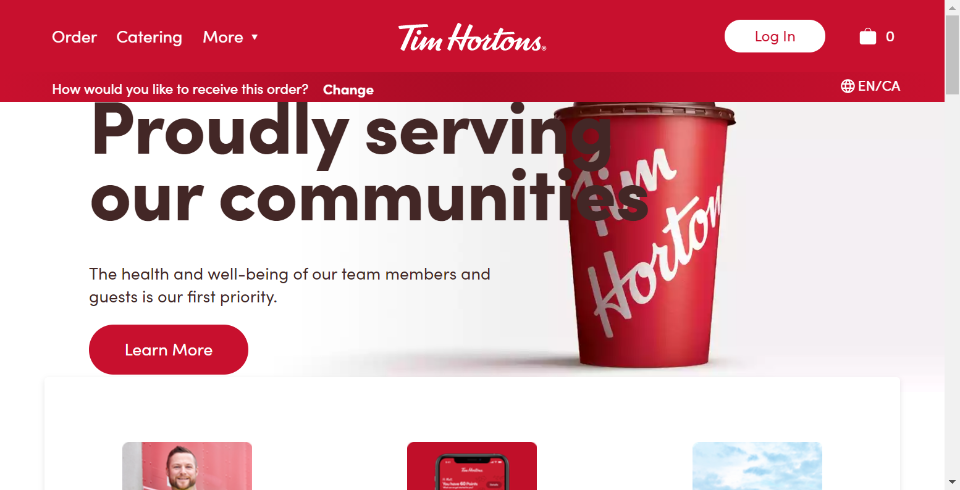 Order Catering More ▼ Tim Hortons® Log In 0
How would you like to receive this order? Change EN/CA
Proudly serving
our communities
Tim
Horton
The health and well-being of our team members and
guests is our first priority.
Learn More
Tim Hortons